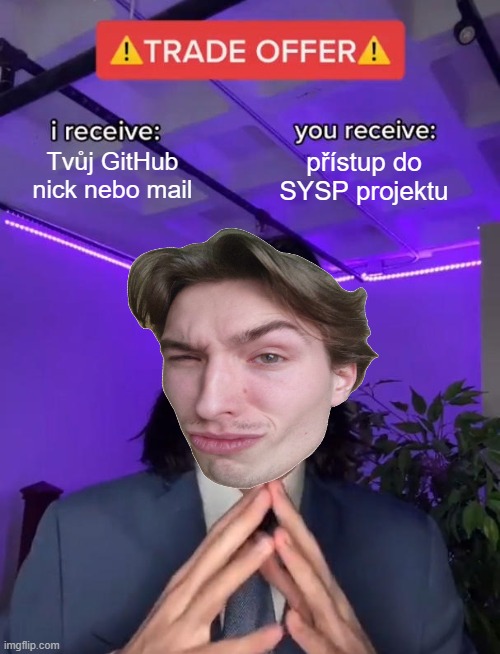 ⚠️TRADE OFFER⚠️
i receive:
Tvůj GitHub
nick nebo mail
you receive:
přístup do
SYSP projektu
imgflip.com